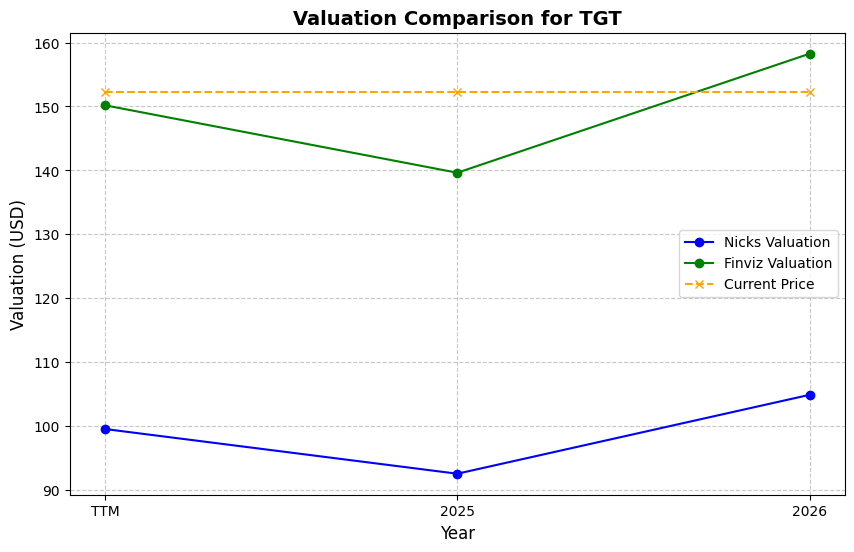 Valuation Comparison for TGT
Valuation (USD)
160
150
140
130
120
110
100
90
Nicks Valuation
Finviz Valuation
Current Price
TTM
2025
2026
Year